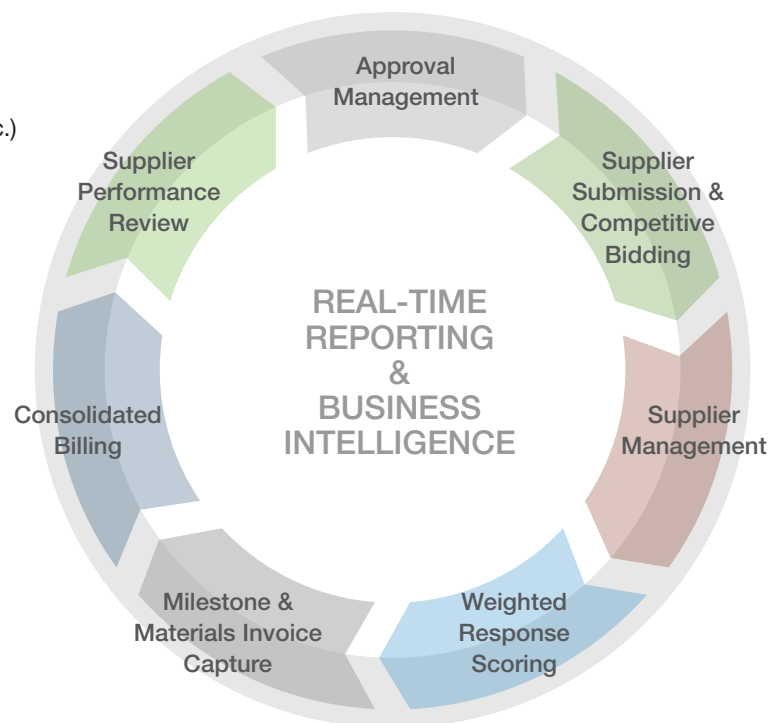 Approval
Management
c.)
Supplier
Performance
Review
Supplier
Submission &
Competitive
Bidding
REAL-TIME
REPORTING
&
BUSINESS
INTELLIGENCE
Consolidated
Billing
Supplier
Management
Milestone &
Materials Invoice
Capture
Weighted
Response
Scoring